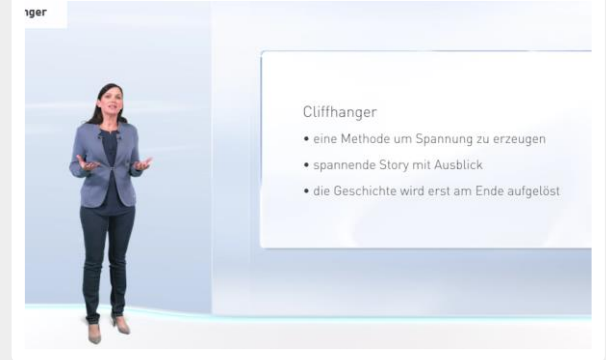 Cliffhanger
• eine Methode um Spannung zu erzeugen
• spannende Story mit Ausblick
• die Geschichte wird erst am Ende aufgelöst